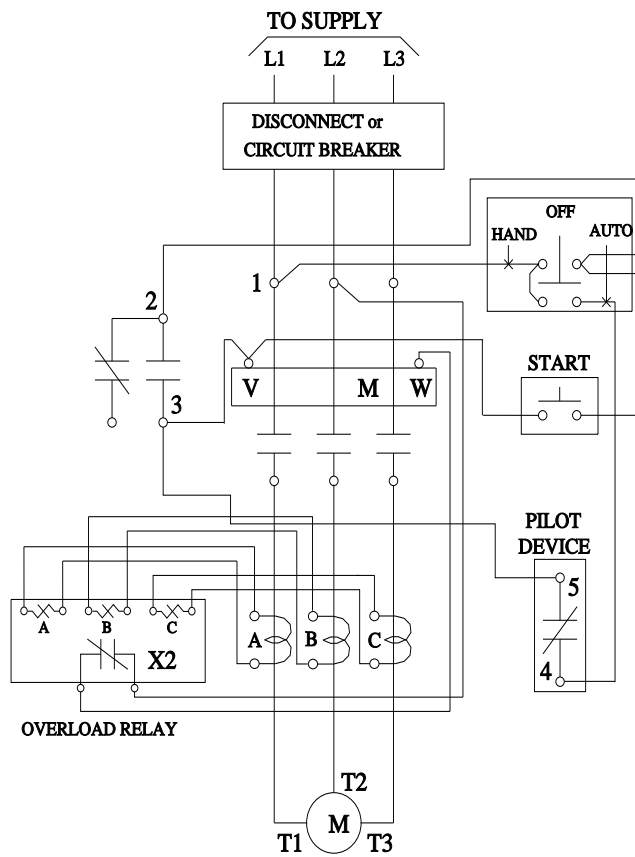 TO SUPPLY
L1 L2 L3
DISCONNECT or
CIRCUIT BREAKER
OFF
HAND AUTO
1
2
START
V M W
3
PILOT
DEVICE
5
A B C
A B C
X2
4
OVERLOAD RELAY
T2
M
T1 T3